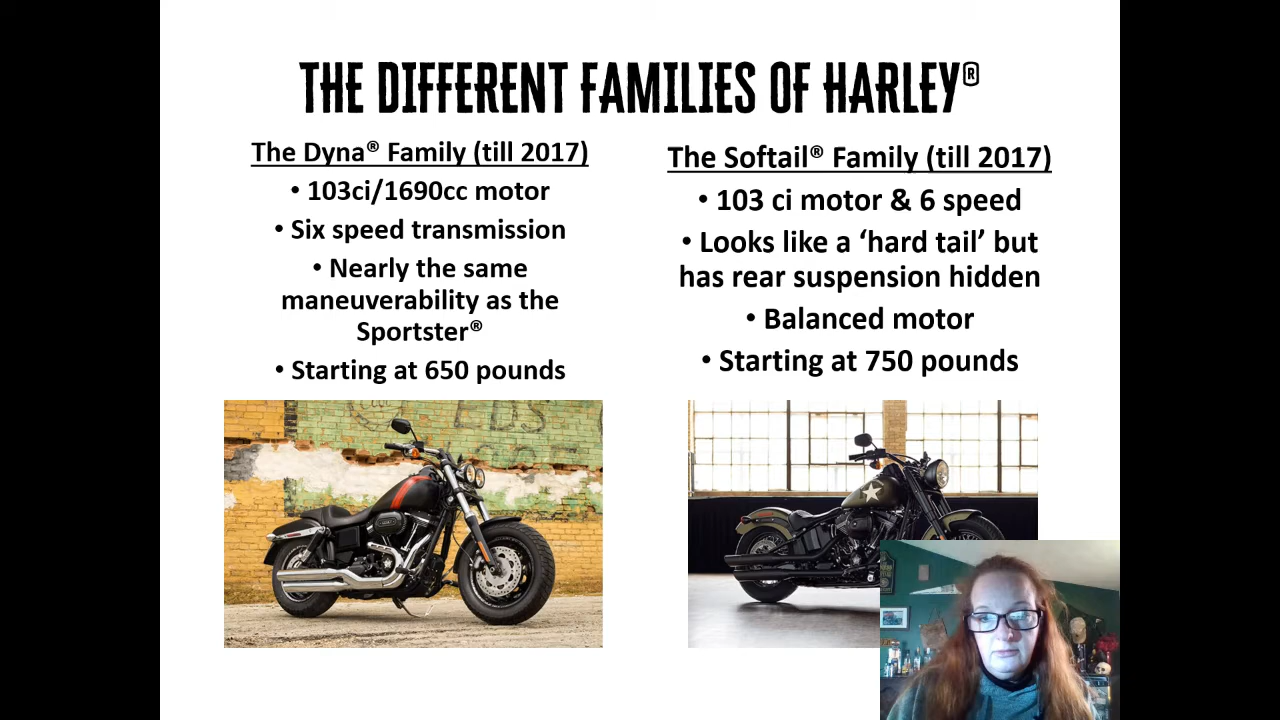 THE DIFFERENT FAMILIES OF HARLEY®
The Dyna® Family (till 2017)
• 103ci/1690cc motor
• Six speed transmission
• Nearly the same
maneuverability as the
Sportster®
• Starting at 650 pounds
The Softail® Family (till 2017)
• 103 ci motor & 6 speed
• Looks like a ‘hard tail’ but
has rear suspension hidden
• Balanced motor
• Starting at 750 pounds